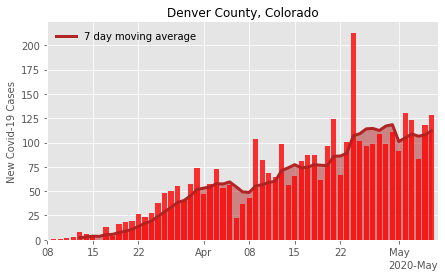 Denver County, Colorado
7 day moving average
New Covid-19 Cases
200
175
150
125
100
75
50
25
0
08
15
22
Apr
08
15
22
May
2020-May